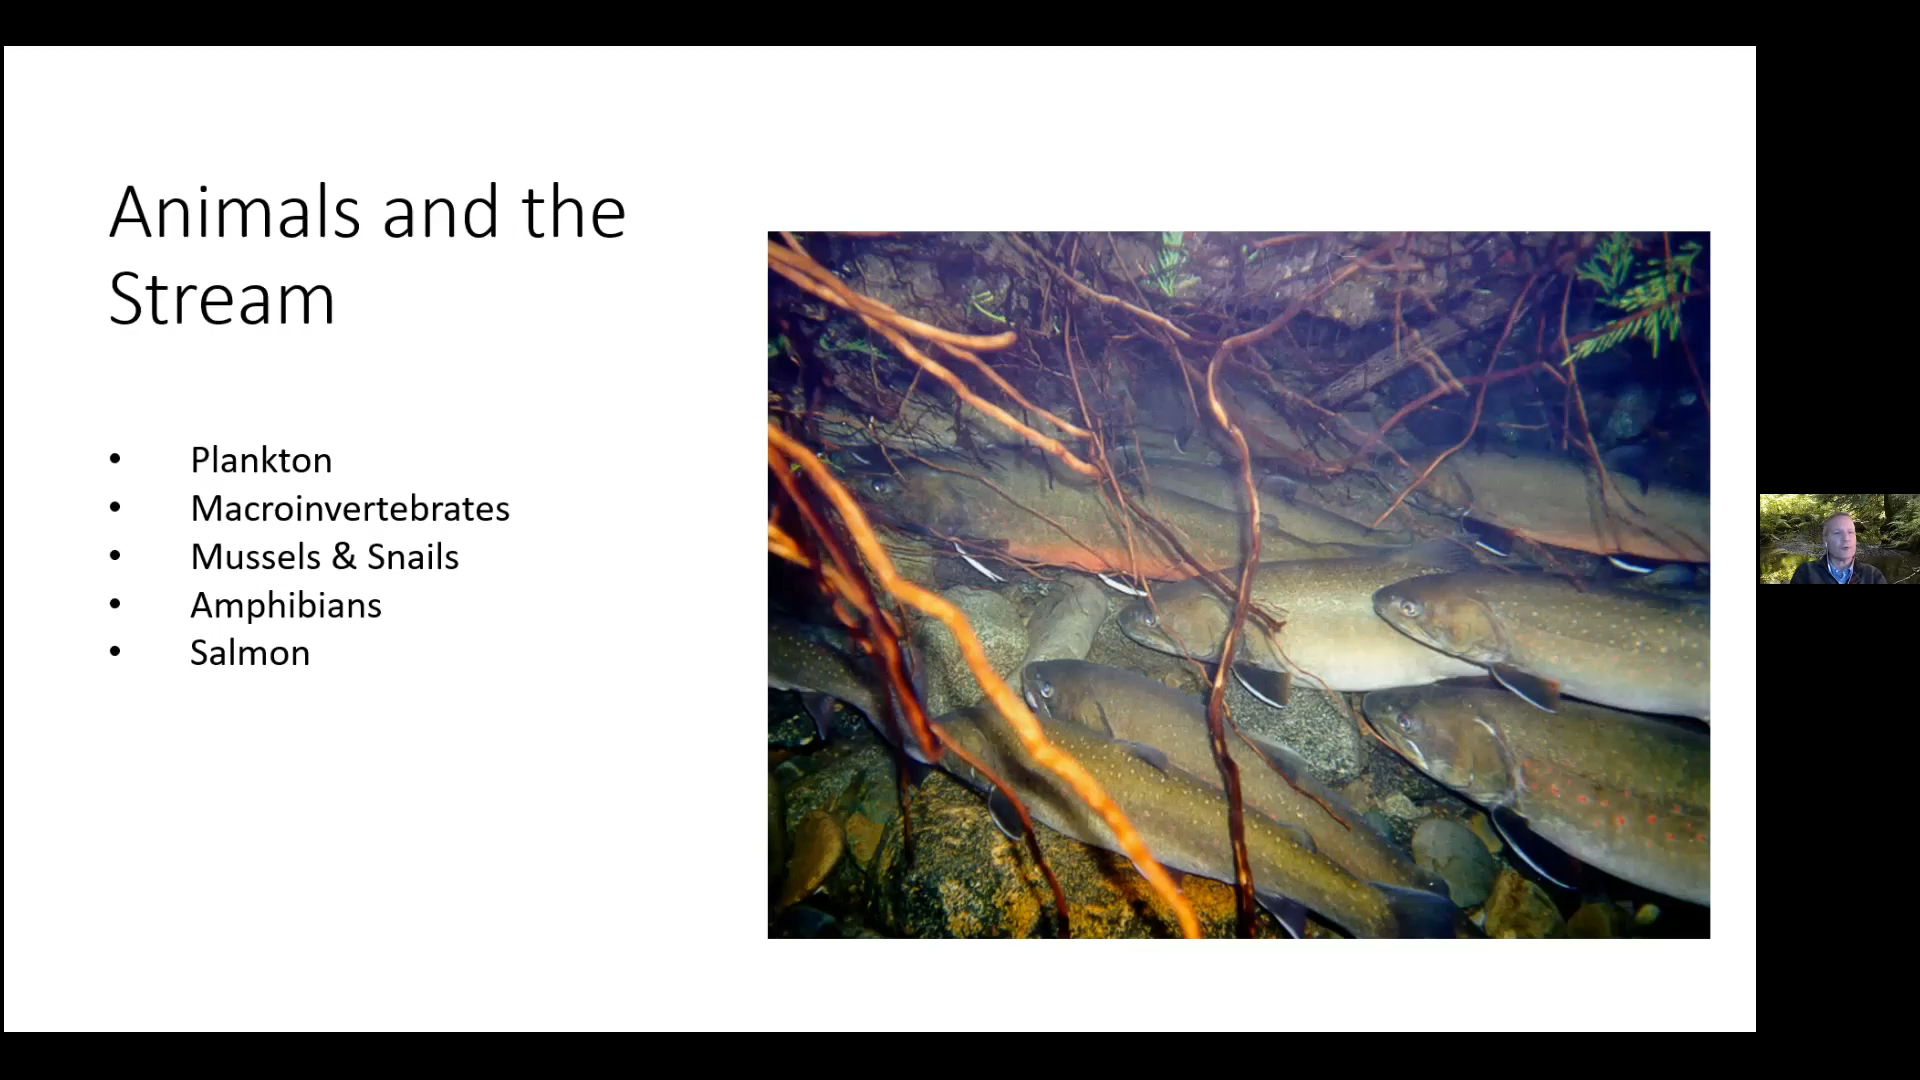 Animals and the
Stream
• Plankton
• Macroinvertebrates
• Mussels & Snails
• Amphibians
• Salmon